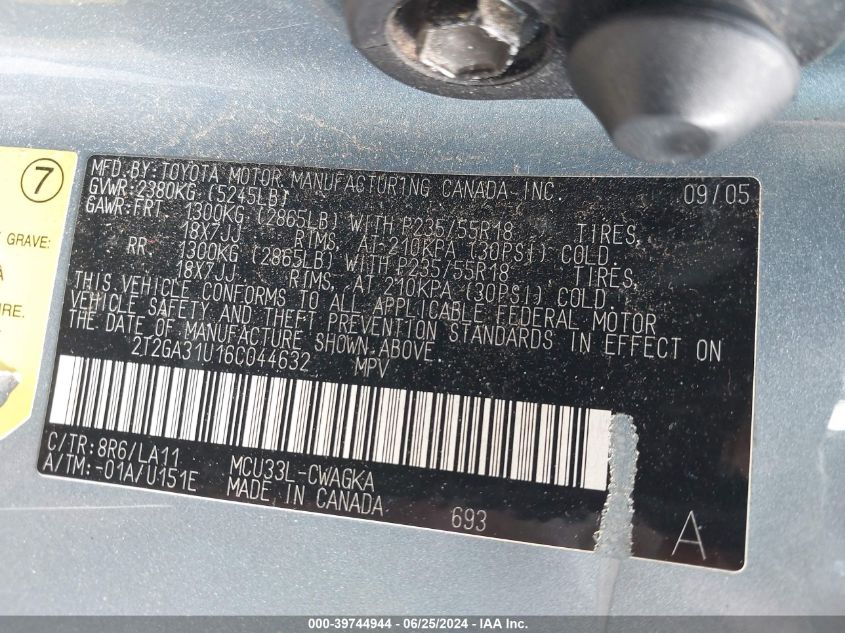 7
GRAVE:
MFD.BY:TOYOTA MOTOR MANUFACTURING CANADA INC. 09/05
GVWR:2380KG (5245LB)
GAWR:FRT. 1300KG (2865LB) WITH P235/55R18 TIRES,
18X7JJ RIMS, AT 210KPA (30PSI) COLD.
RR. 1300KG (2865LB) WITH P235/55R18 TIRES,
18X7JJ RIMS, AT 210KPA (30PSI) COLD.
THIS VEHICLE CONFORMS TO ALL APPLICABLE FEDERAL MOTOR
VEHICLE SAFETY AND THEFT PREVENTION STANDARDS IN EFFECT ON
THE DATE OF MANUFACTURE SHOWN ABOVE.
2T2GA31U16C044632 MPV
C/TR:8R6/LA11 MCU33L-CWAGKA
A/TM:-01A/U151E MADE IN CANADA 693 A
000-39744944 - 06/25/2024 - IAA Inc.